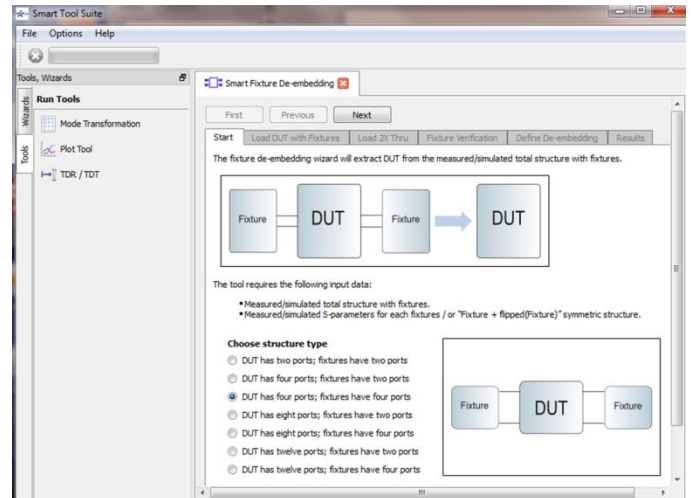 Smart Tool Suite
File Options Help
Tools, Wizards
Smart Fixture De-embedding
Wizards
Tools
Run Tools
Mode Transformation
Plot Tool
TDR / TDT
First Previous Next
Start Load DUT with Fixtures Load 2X Thru Fixture Verification Define De-embedding Results
The fixture de-embedding wizard will extract DUT from the measured/simulated total structure with fixtures.
Fixture DUT Fixture DUT
The tool requires the following input data:
•Measured/simulated total structure with fixtures.
•Measured/simulated S-parameters for each fixtures / or "Fixture + flipped(Fixture)" symmetric structure.
Choose structure type
DUT has two ports; fixtures have two ports
DUT has four ports; fixtures have two ports
DUT has four ports; fixtures have four ports
DUT has eight ports; fixtures have two ports
DUT has eight ports; fixtures have four ports
DUT has twelve ports; fixtures have two ports
DUT has twelve ports; fixtures have four ports
Fixture DUT Fixture